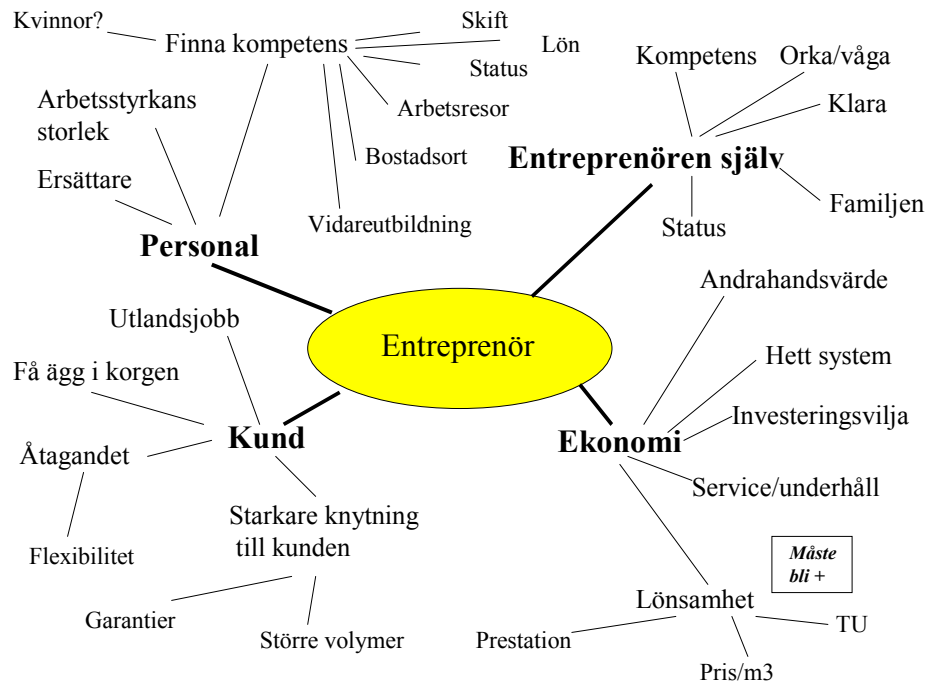 Kvinnor?
Finna kompetens
Skift
Lön
Status
Arbetsresor
Bostadsort
Vidareutbildning
Arbetsstyrkans
storlek
Ersättare
Personal
Kompetens
Orka/våga
Klara
Entreprenören själv
Familjen
Status
Entreprenör
Utlandsjobb
Få ägg i korgen
Kund
Åtagandet
Flexibilitet
Starkare knytning
till kunden
Garantier
Större volymer
Andrahandsvärde
Hett system
Investeringsvilja
Ekonomi
Service/underhåll
Måste
bli +
Lönsamhet
TU
Prestation
Pris/m3